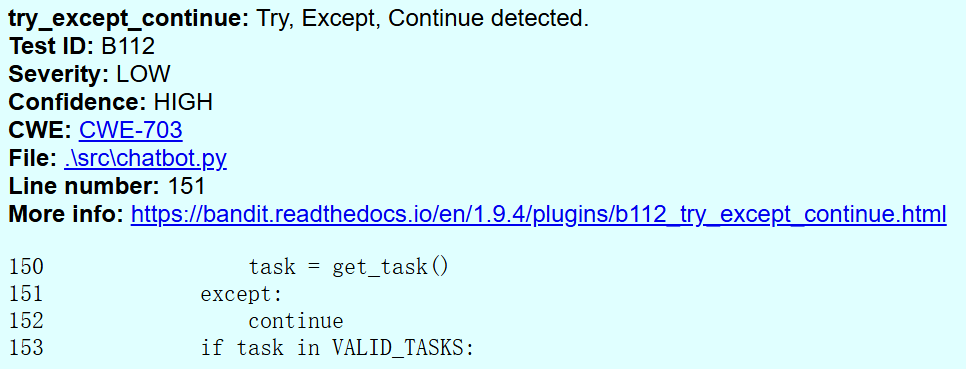 try_except_continue: Try, Except, Continue detected.
Test ID: B112
Severity: LOW
Confidence: HIGH
CWE: CWE-703
File: .\src\chatbot.py
Line number: 151
More info: https://bandit.readthedocs.io/en/1.9.4/plugins/b112_try_except_continue.html
150                 task = get_task()
151             except:
152                 continue
153             if task in VALID_TASKS: